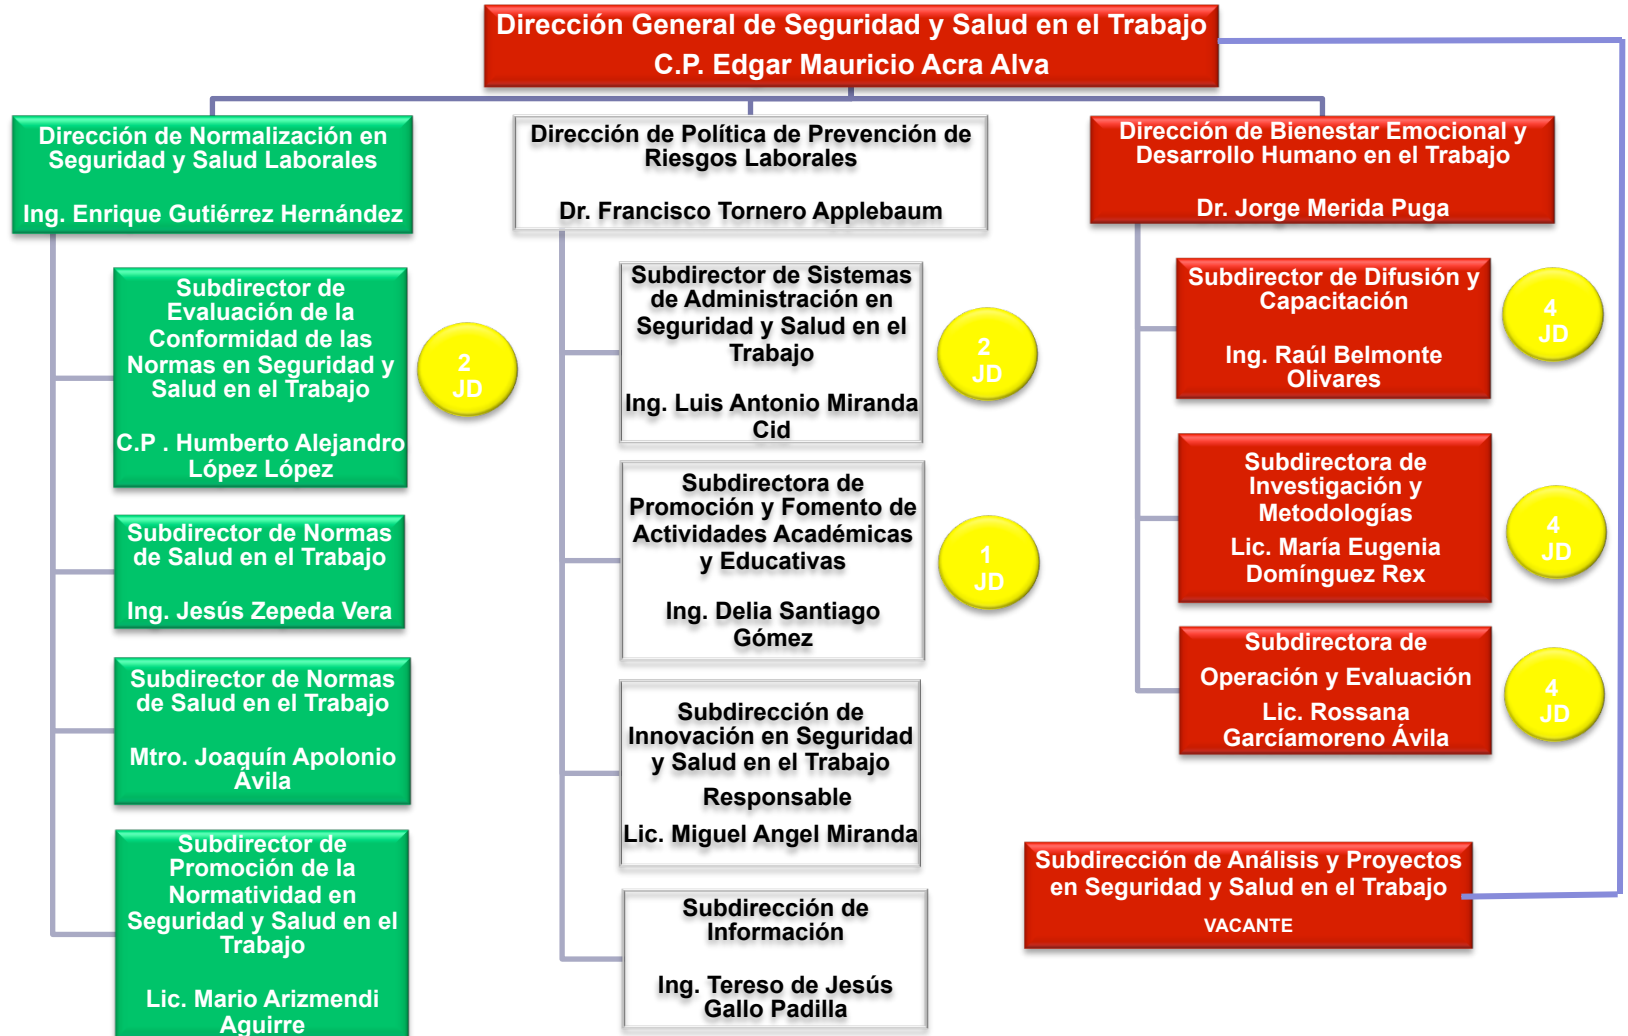 Dirección General de Seguridad y Salud en el Trabajo
C.P. Edgar Mauricio Acra Alva
Dirección de Normalización en
Seguridad y Salud Laborales
Ing. Enrique Gutiérrez Hernández
Subdirector de
Evaluación de la
Conformidad de las
Normas en Seguridad y
Salud en el Trabajo
C.P . Humberto Alejandro
López López
2
JD
Subdirector de Normas
de Salud en el Trabajo
Ing. Jesús Zepeda Vera
Subdirector de Normas
de Salud en el Trabajo
Mtro. Joaquín Apolonio
Ávila
Subdirector de
Promoción de la
Normatividad en
Seguridad y Salud en el
Trabajo
Lic. Mario Arizmendi
Aguirre
Dirección de Política de Prevención de
Riesgos Laborales
Dr. Francisco Tornero Applebaum
Subdirector de Sistemas
de Administración en
Seguridad y Salud en el
Trabajo
Ing. Luis Antonio Miranda
Cid
2
JD
Subdirectora de
Promoción y Fomento de
Actividades Académicas
y Educativas
Ing. Delia Santiago
Gómez
1
JD
Subdirección de
Innovación en Seguridad
y Salud en el Trabajo
Responsable
Lic. Miguel Angel Miranda
Subdirección de
Información
Ing. Tereso de Jesús
Gallo Padilla
Dirección de Bienestar Emocional y
Desarrollo Humano en el Trabajo
Dr. Jorge Merida Puga
Subdirector de Difusión y
Capacitación
Ing. Raúl Belmonte
Olivares
4
JD
Subdirectora de
Investigación y
Metodologías
Lic. María Eugenia
Domínguez Rex
4
JD
Subdirectora de
Operación y Evaluación
Lic. Rossana
Garcíamoreno Ávila
4
JD
Subdirección de Análisis y Proyectos
en Seguridad y Salud en el Trabajo
VACANTE